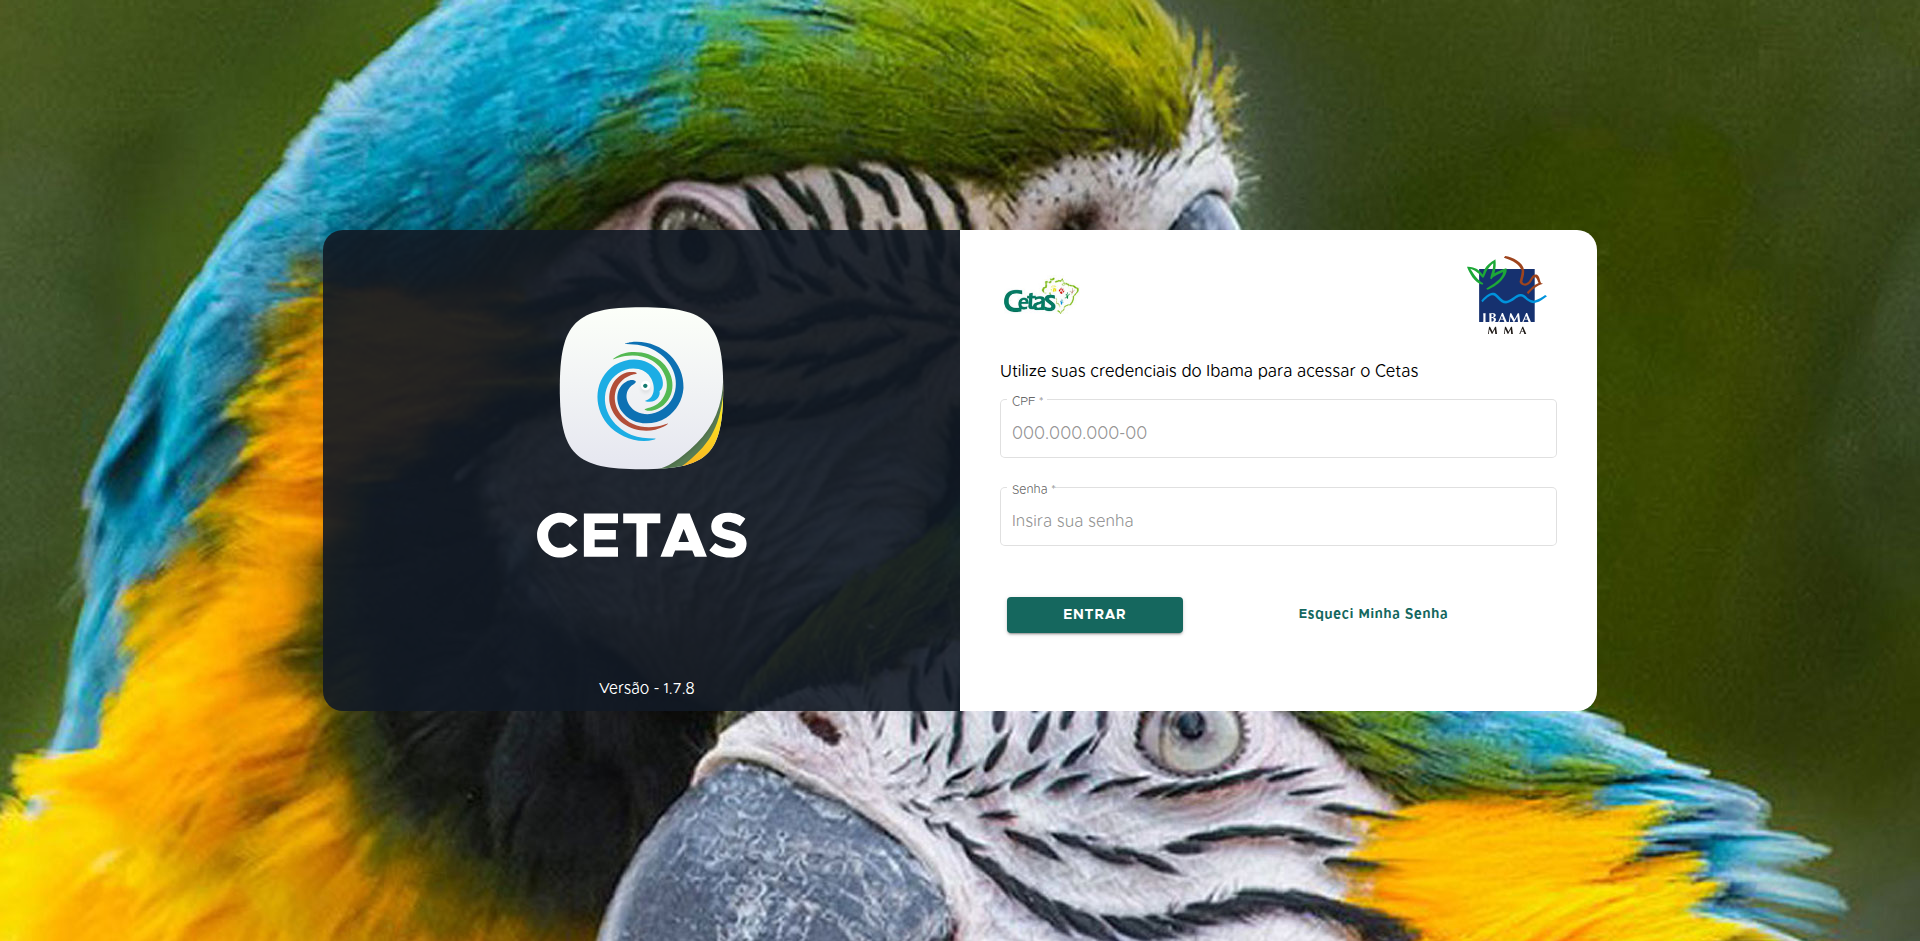 CETAS
Versão - 1.7.8
Cetas
IBAMA
MMA
Utilize suas credenciais do Ibama para acessar o Cetas
CPF *
000.000.000-00
Senha *
Insira sua senha
ENTRAR
Esqueci Minha Senha